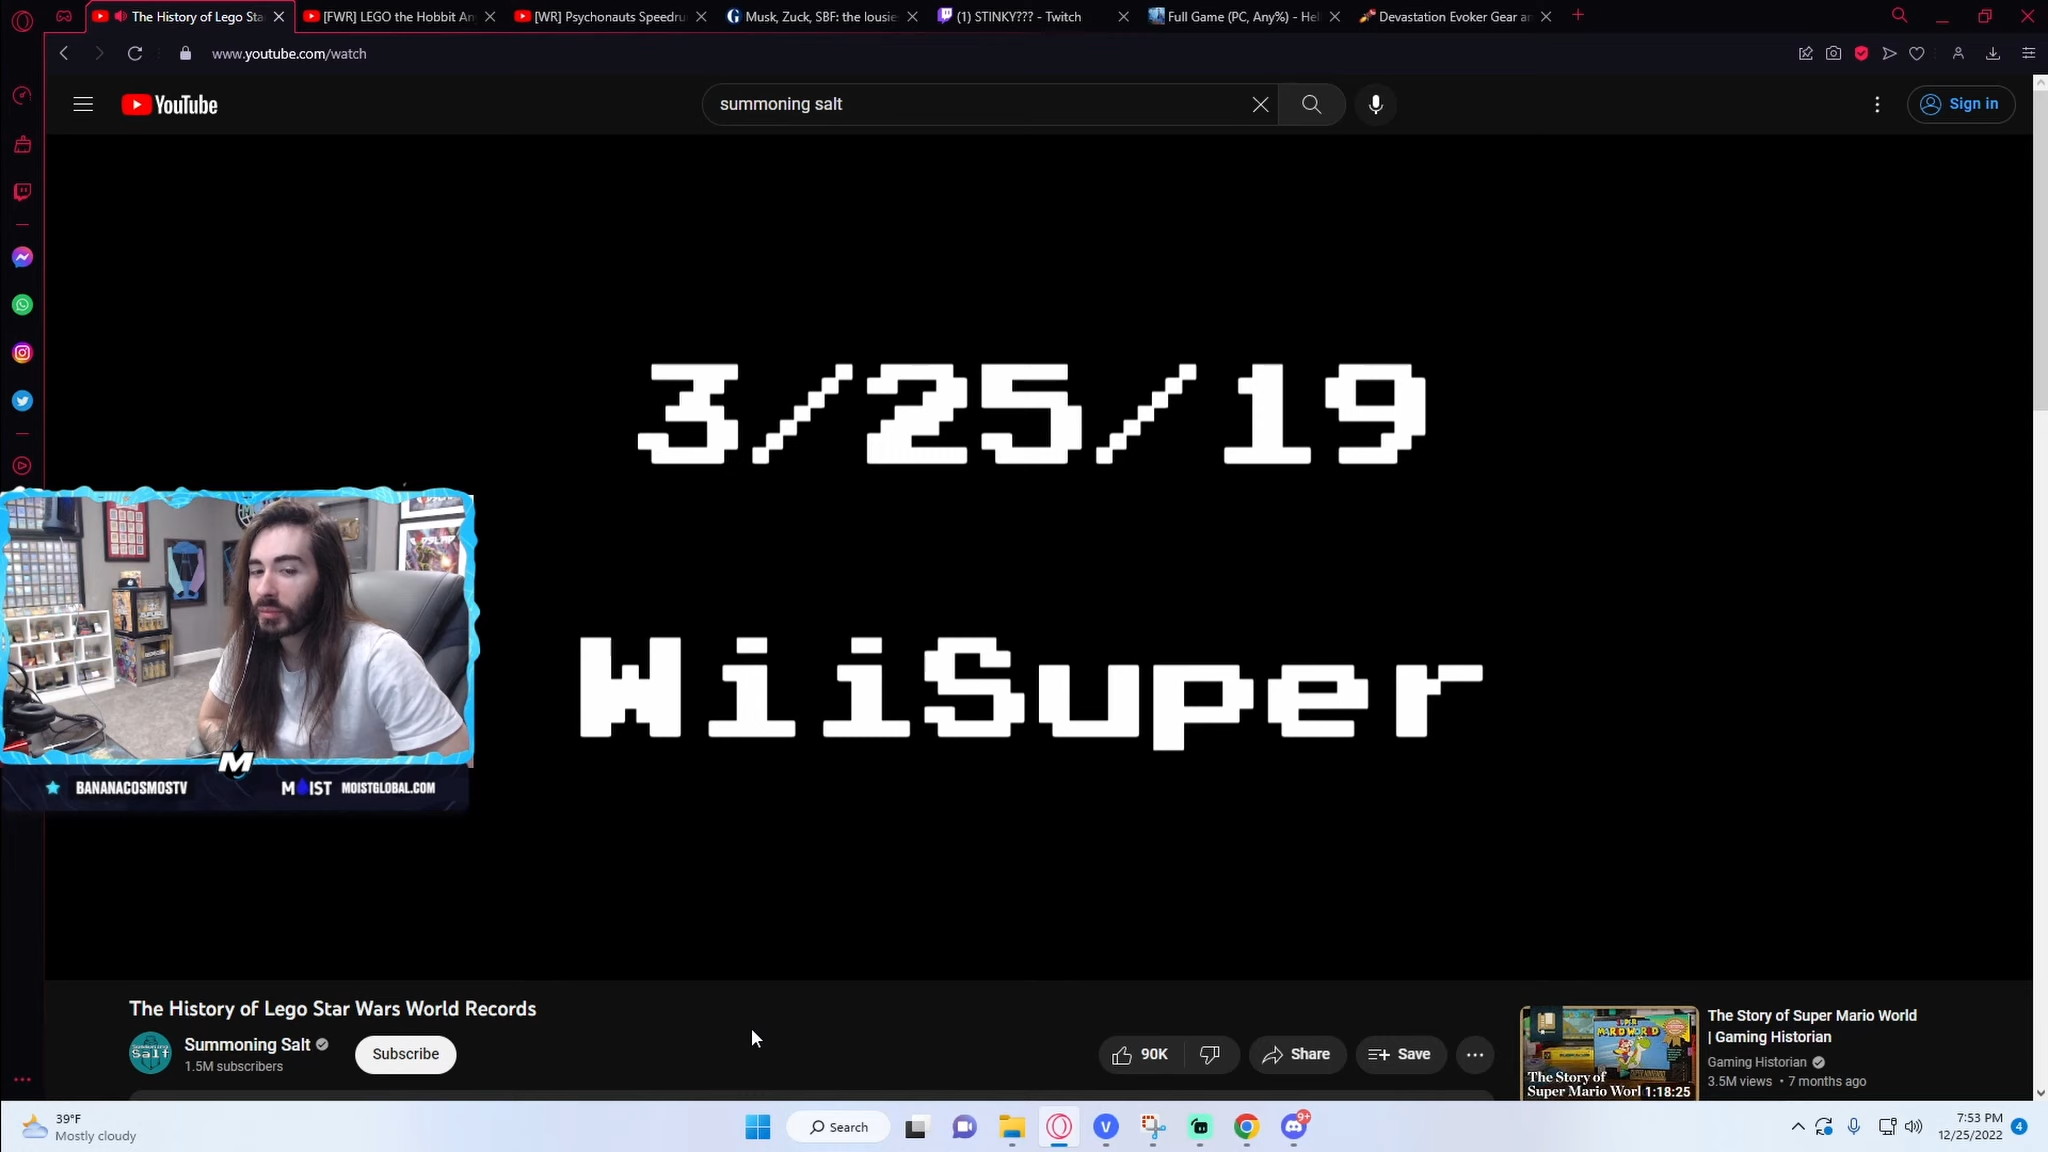 The History of Lego Sta
[FWR] LEGO the Hobbit An
[WR] Psychonauts Speedru
Musk, Zuck, SBF: the lousie
(1) STINKY??? - Twitch
Full Game (PC, Any%) - Hel
Devastation Evoker Gear an
www.youtube.com/watch
YouTube
summoning salt
Sign in
3/25/19
WiiSuper
BANANACOSMOSTV
MOIST
MOISTGLOBAL.COM
The History of Lego Star Wars World Records
Summoning Salt
1.5M subscribers
Subscribe
90K
Share
Save
The Story of
Super Mario Worl
1:18:25
The Story of Super Mario World
| Gaming Historian
Gaming Historian
3.5M views • 7 months ago
39°F
Mostly cloudy
Search
9+
7:53 PM
12/25/2022
4